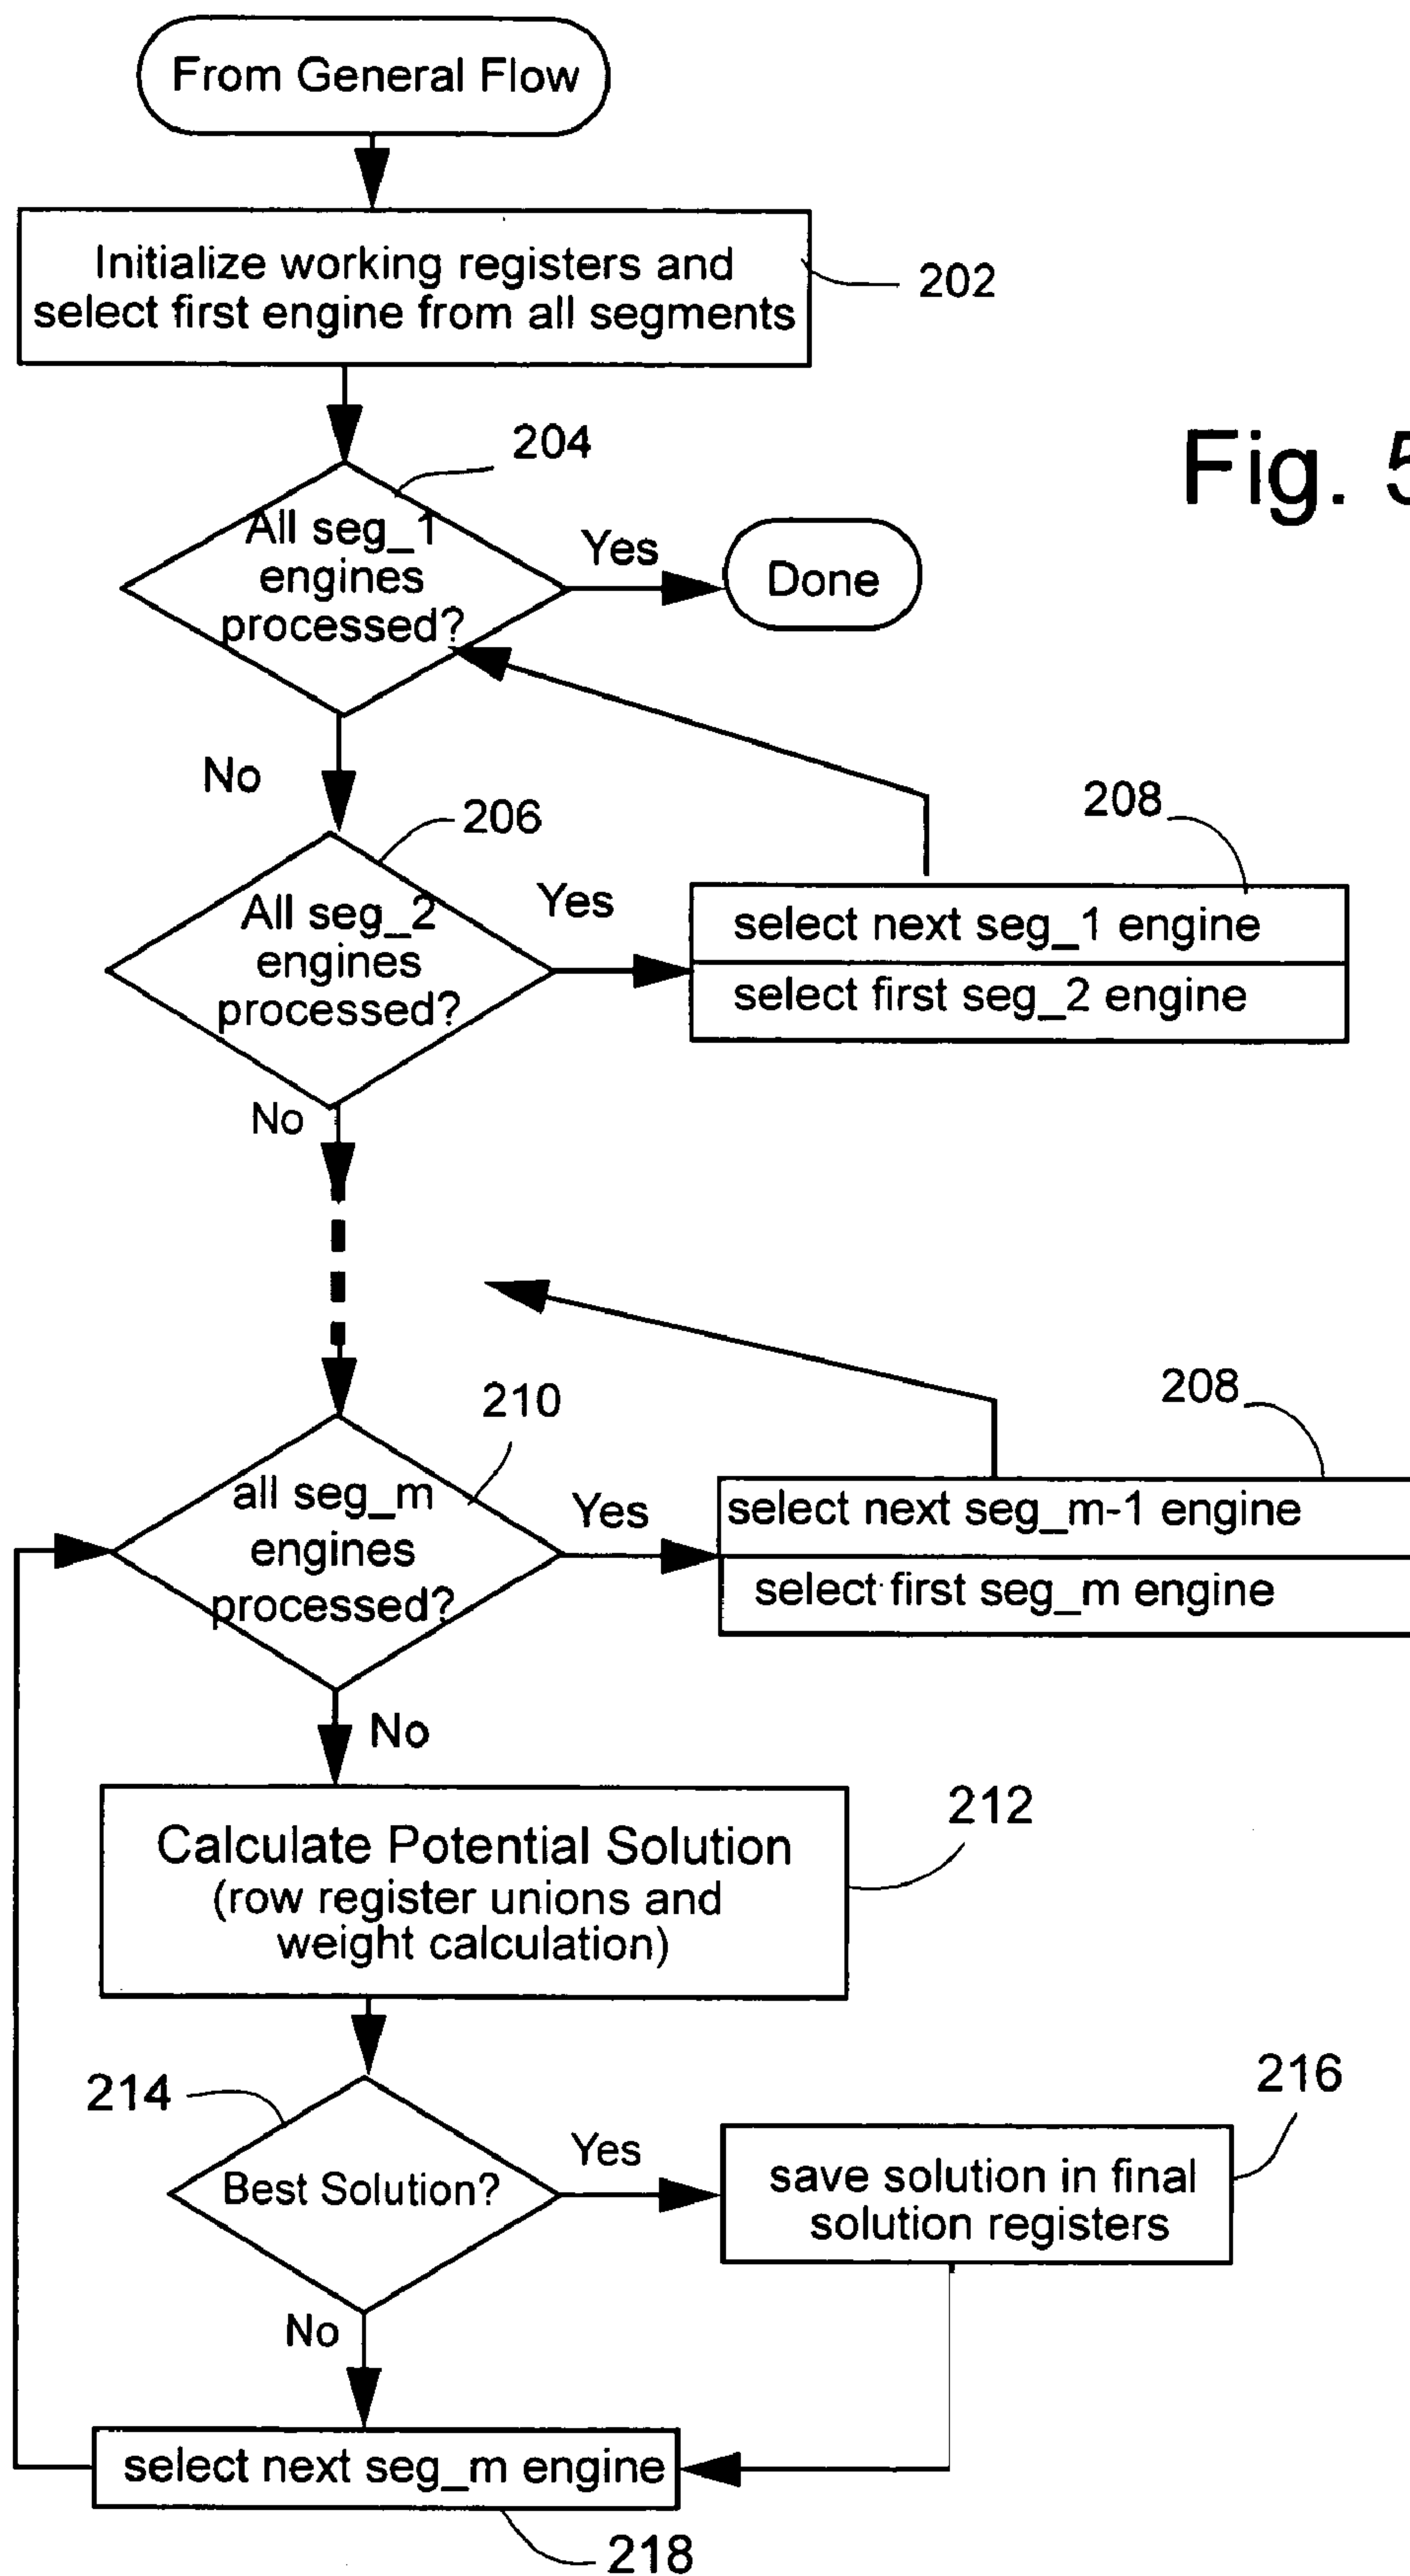 From General Flow
Initialize working registers and
select first engine from all segments
202
204
Fig. 5
All seg_1
engines
processed?
Yes
Done
No
206
208
All seg_2
engines
processed?
Yes
select next seg_1 engine
select first seg_2 engine
No
210
208
all seg_m
engines
processed?
Yes
select next seg_m-1 engine
select first seg_m engine
No
212
Calculate Potential Solution
(row register unions and
weight calculation)
214
216
Best Solution?
Yes
save solution in final
solution registers
No
select next seg_m engine
218